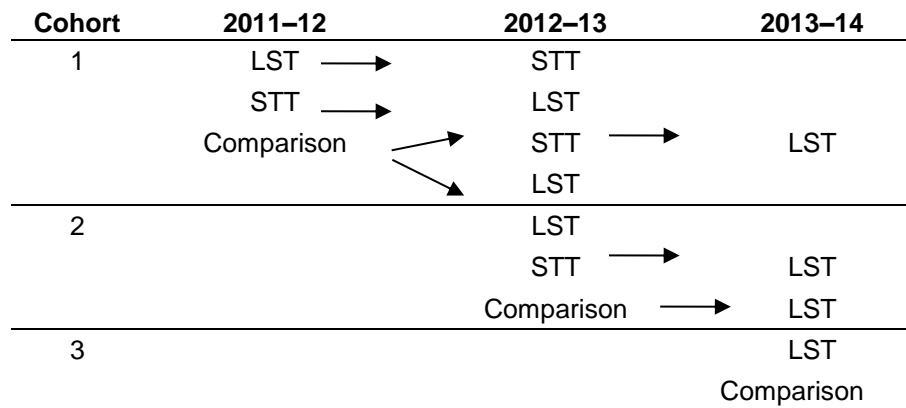 Cohort 2011–12 2012–13 2013–14
1 LST STT
STT LST
Comparison STT LST
LST
2 LST
STT LST
Comparison LST
3 LST
Comparison